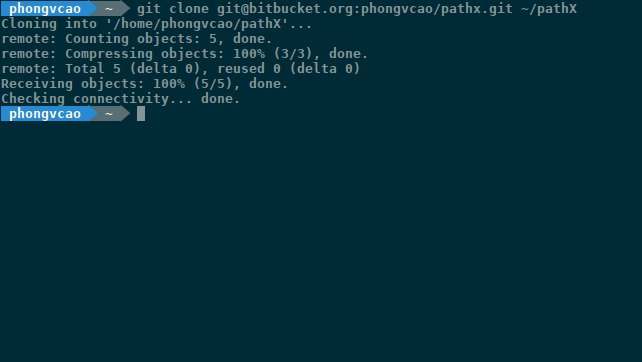 phongvcao ~ git clone git@bitbucket.org:phongvcao/pathx.git ~/pathX
Cloning into '/home/phongvcao/pathX'...
remote: Counting objects: 5, done.
remote: Compressing objects: 100% (3/3), done.
remote: Total 5 (delta 0), reused 0 (delta 0)
Receiving objects: 100% (5/5), done.
Checking connectivity... done.
phongvcao ~